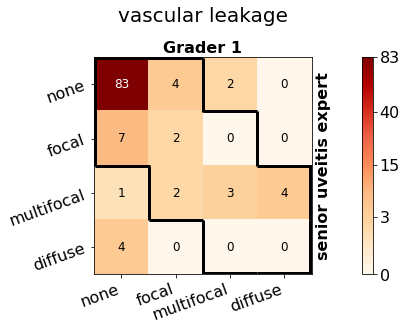 vascular leakage
Grader 1
none 83 4 2 0
focal 7 2 0 0
multifocal 1 2 3 4
diffuse 4 0 0 0
none focal multifocal diffuse
senior uveitis expert
83
40
15
3
0